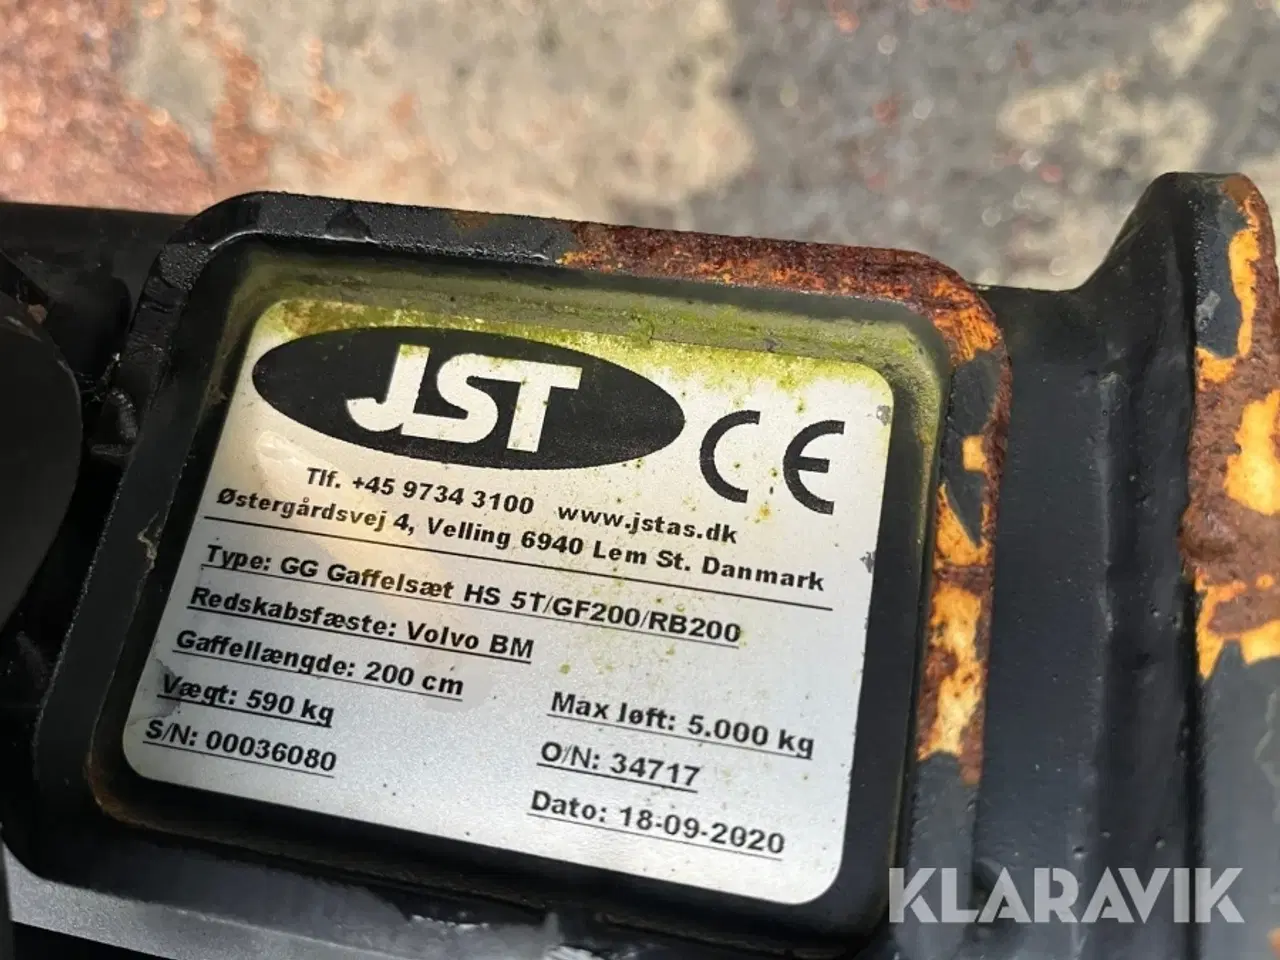 JST
CE
Tlf. +45 9734 3100 www.jstas.dk
Østergårdsvej 4, Velling 6940 Lem St. Danmark
Type: GG Gaffelsæt HS 5T/GF200/RB200
Redskabsfæste: Volvo BM
Gaffellængde: 200 cm
Vægt: 590 kg
Max løft: 5.000 kg
S/N: 00036080
O/N: 34717
Dato: 18-09-2020
KLARAVIK